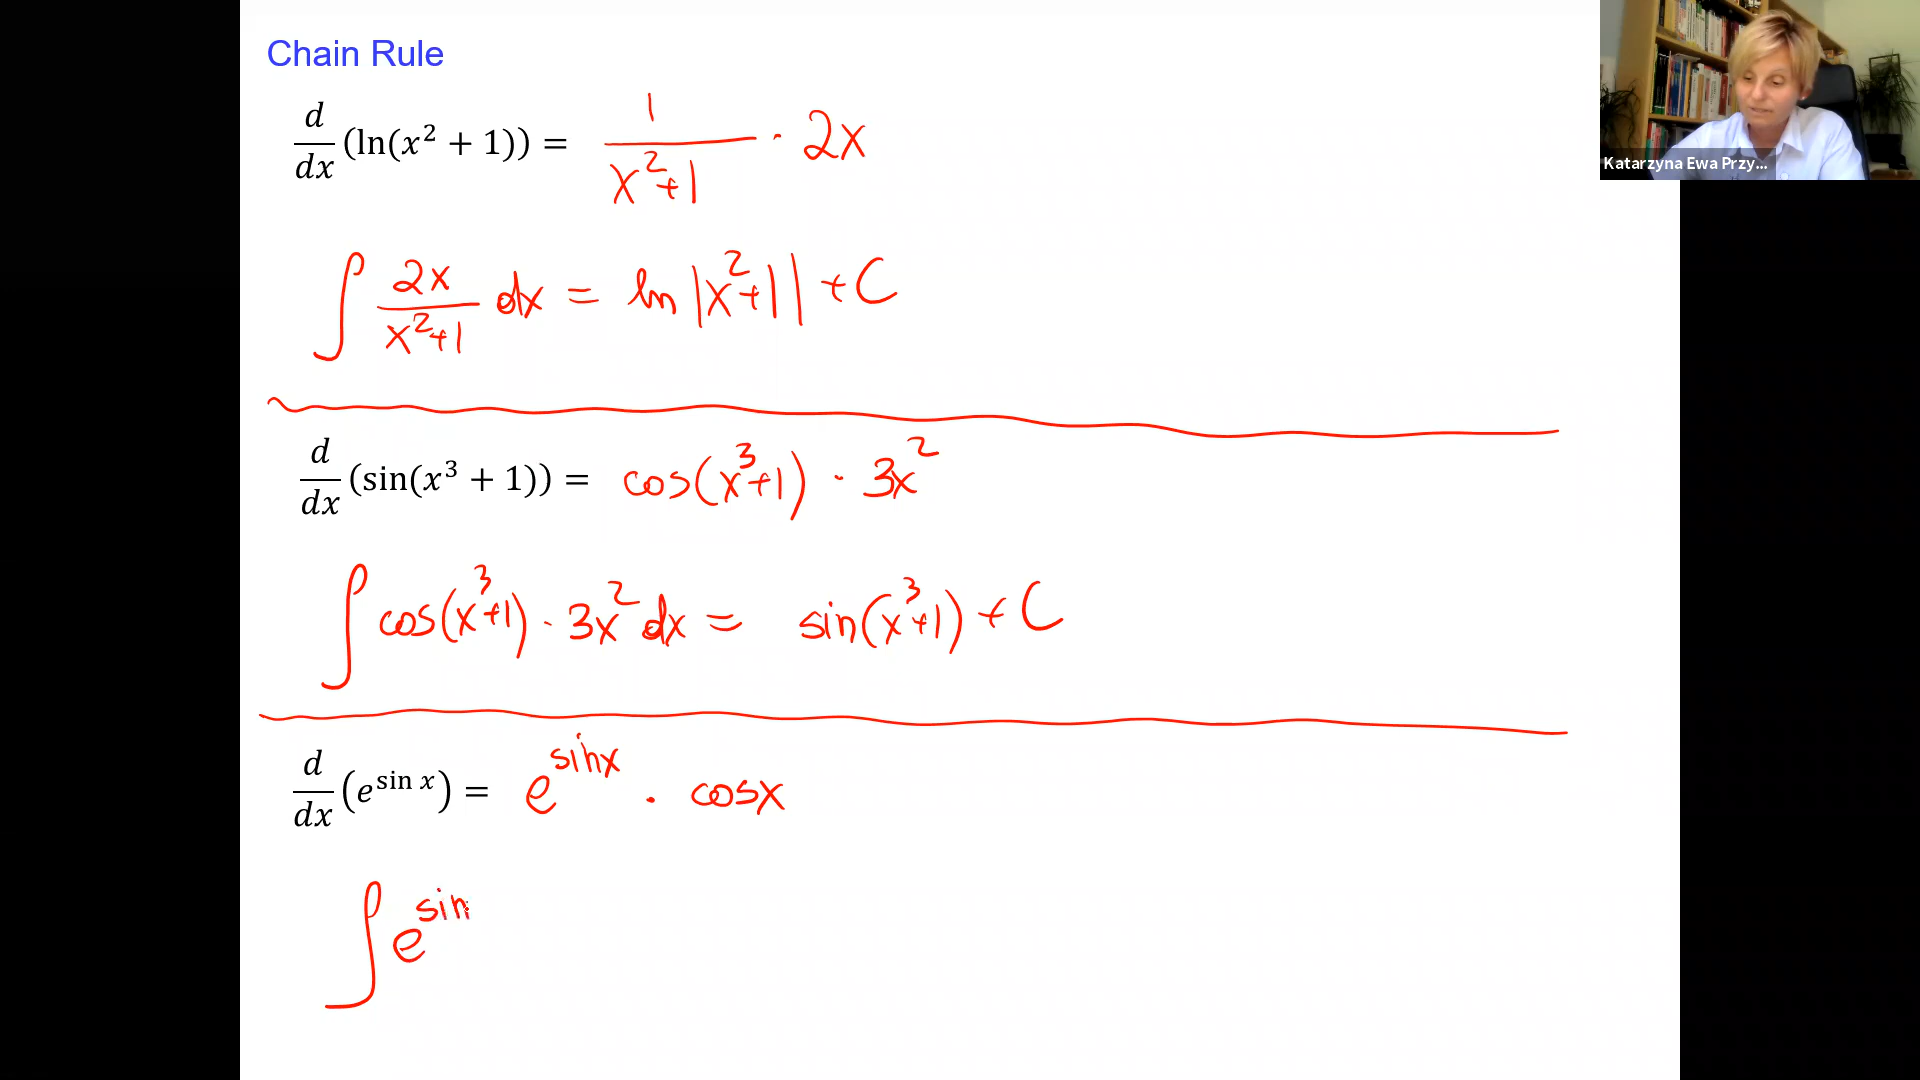 Chain Rule
d/dx (ln(x² + 1)) = 1/(x²+1) · 2x
∫ 2x/(x²+1) dx = ln|x²+1| + C
d/dx (sin(x³ + 1)) = cos(x³+1) · 3x²
∫ cos(x³+1) · 3x² dx = sin(x³+1) + C
d/dx (e^(sin x)) = e^(sinx) · cosx
∫ e^(sin
Katarzyna Ewa Przy...